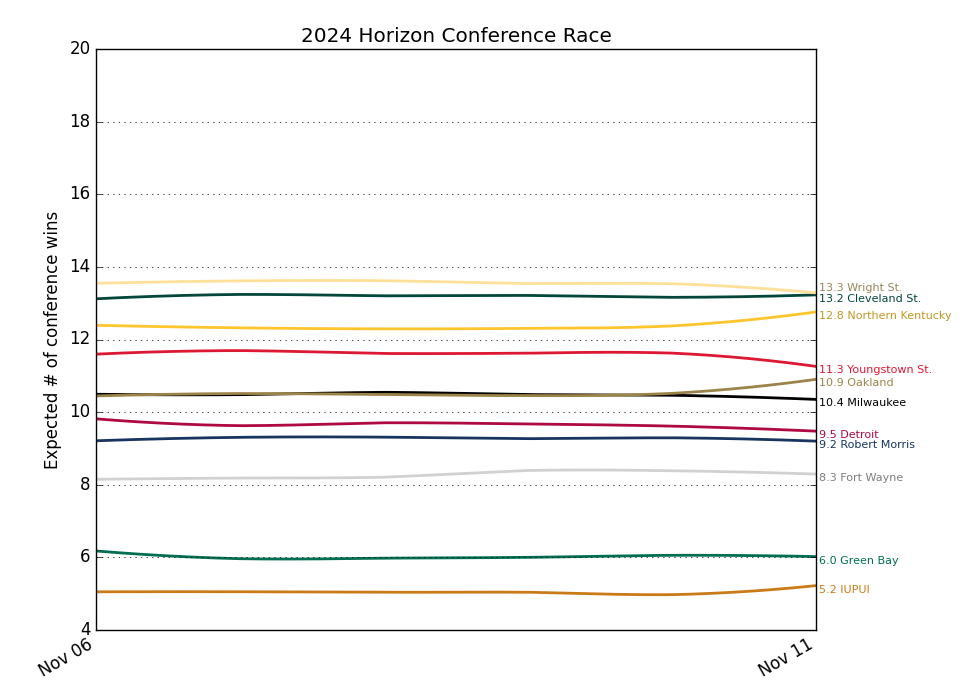 2024 Horizon Conference Race
Expected # of conference wins
20
18
16
14
12
10
8
6
4
Nov 06
Nov 11
13.3 Wright St.
13.2 Cleveland St.
12.8 Northern Kentucky
11.3 Youngstown St.
10.9 Oakland
10.4 Milwaukee
9.5 Detroit
9.2 Robert Morris
8.3 Fort Wayne
6.0 Green Bay
5.2 IUPUI